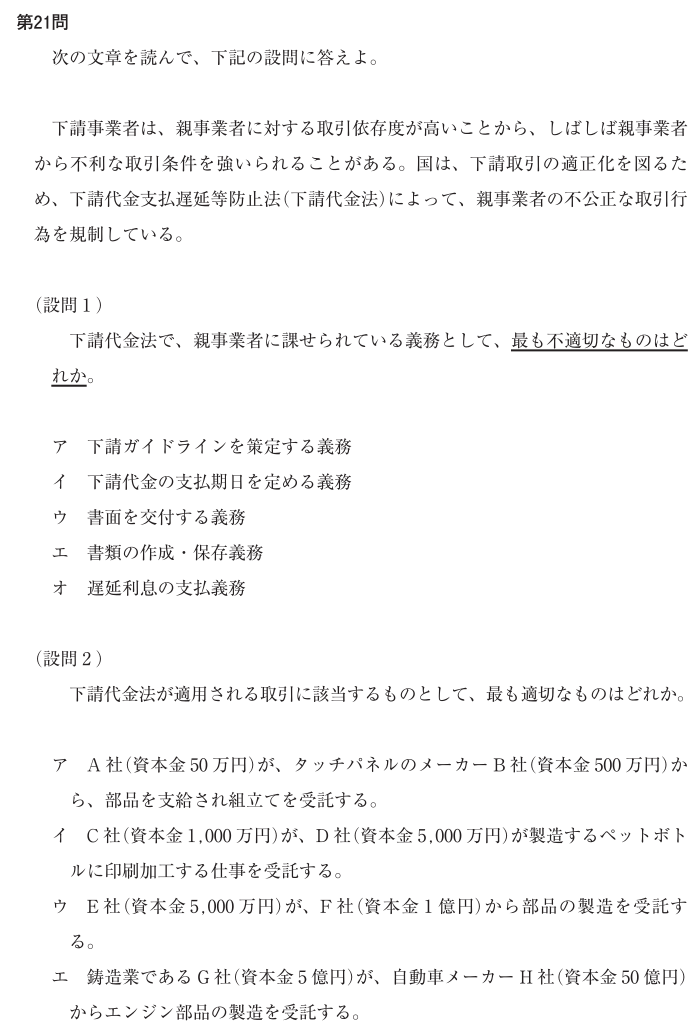 第21問
次の文章を読んで、下記の設問に答えよ。
下請事業者は、親事業者に対する取引依存度が高いことから、しばしば親事業者
から不利な取引条件を強いられることがある。国は、下請取引の適正化を図るた
め、下請代金支払遅延等防止法(下請代金法)によって、親事業者の不公正な取引行
為を規制している。
(設問1)
下請代金法で、親事業者に課せられている義務として、最も不適切なものはど
れか。
ア 下請ガイドラインを策定する義務
イ 下請代金の支払期日を定める義務
ウ 書面を交付する義務
エ 書類の作成・保存義務
オ 遅延利息の支払義務
(設問2)
下請代金法が適用される取引に該当するものとして、最も適切なものはどれか。
ア A社(資本金50万円)が、タッチパネルのメーカーB社(資本金500万円)か
ら、部品を支給され組立てを受託する。
イ C社(資本金1,000万円)が、D社(資本金5,000万円)が製造するペットボト
ルに印刷加工する仕事を受託する。
ウ E社(資本金5,000万円)が、F社(資本金1億円)から部品の製造を受託す
る。
エ 鋳造業であるG社(資本金5億円)が、自動車メーカーH社(資本金50億円)
からエンジン部品の製造を受託する。